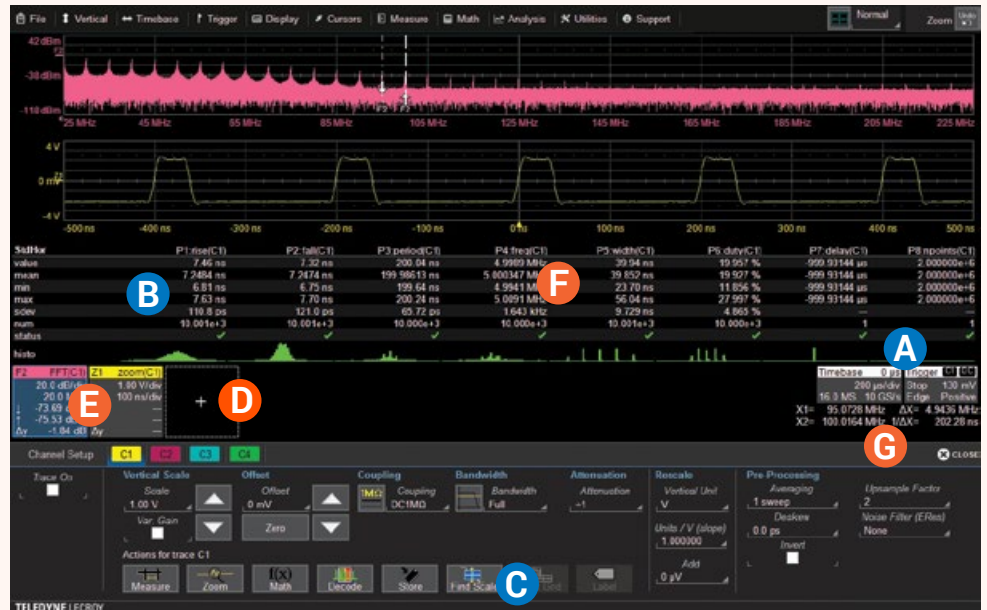 File Vertical Timebase Trigger Display Cursors Measure Math Analysis Utilities Support Normal Zoom Undo
42 dBm
F2
-34 dBm
-110 dBm
25 MHz 45 MHz 65 MHz 85 MHz 105 MHz 125 MHz 145 MHz 165 MHz 185 MHz 205 MHz 225 MHz
4 V
0 mV
-4 V
-500 ns -400 ns -300 ns -200 ns -100 ns 0 ns 100 ns 200 ns 300 ns 400 ns 500 ns
P1:rise(C1) P2:fall(C1) P3:period(C1) P4:freq(C1) P5:width(C1) P6:duty(C1) P7:delay(C1) P8:npoints(C1)
value 7.46 ns 7.32 ns 200.04 ns 4.9989 MHz 39.94 ns 19.957 % -999.93144 µs 2.000000e+6
mean 7.2484 ns 7.2474 ns 199.98613 ns 5.000347 MHz 39.852 ns 19.927 % -999.93144 µs 2.000000e+6
min 6.81 ns 6.75 ns 199.64 ns 4.9941 MHz 23.70 ns 11.856 % -999.93144 µs 2.000000e+6
max 7.63 ns 7.70 ns 200.24 ns 5.0091 MHz 56.04 ns 27.997 % -999.93144 µs 2.000000e+6
sdev 110.8 ps 121.0 ps 65.72 ps 1.643 kHz 9.729 ns 4.865 % --- ---
num 10.001e+3 10.001e+3 10.000e+3 10.000e+3 10.001e+3 10.000e+3 1 1
status
histo
B
F
A
F2 FFT(C1) Z1 zoom(C1) Timebase 0 µs Trigger C1 DC
20.0 dB/div 1.00 V/div 200 µs/div Stop 130 mV
20.0 M 100 ns/div 16.0 MS 10 GS/s Edge Positive
-73.69 X1= 95.0728 MHz ΔX= 4.9436 MHz
-75.53 X2= 100.0164 MHz 1/ΔX= 202.28 ns
Δy -1.84 dB Δy
E
+
D
G
Channel Setup C1 C2 C3 C4 CLOSE
Trace On Vertical Scale Offset Coupling Bandwidth Attenuation Rescale Pre-Processing
Scale Offset Coupling Bandwidth Attenuation Vertical Unit Averaging Upsample Factor
1.00 V 0 mV 1MΩ DC1MΩ Full ÷1 V 1 sweep 2
Var. Gain Zero Units / V (slope) Deskew Noise Filter (ERes)
1.000000 0.0 ps None
Invert
Actions for trace C1 Add
f(x) 0 µV
Measure Zoom Math Decode Store Find Scale Label
C
TELEDYNE LECROY